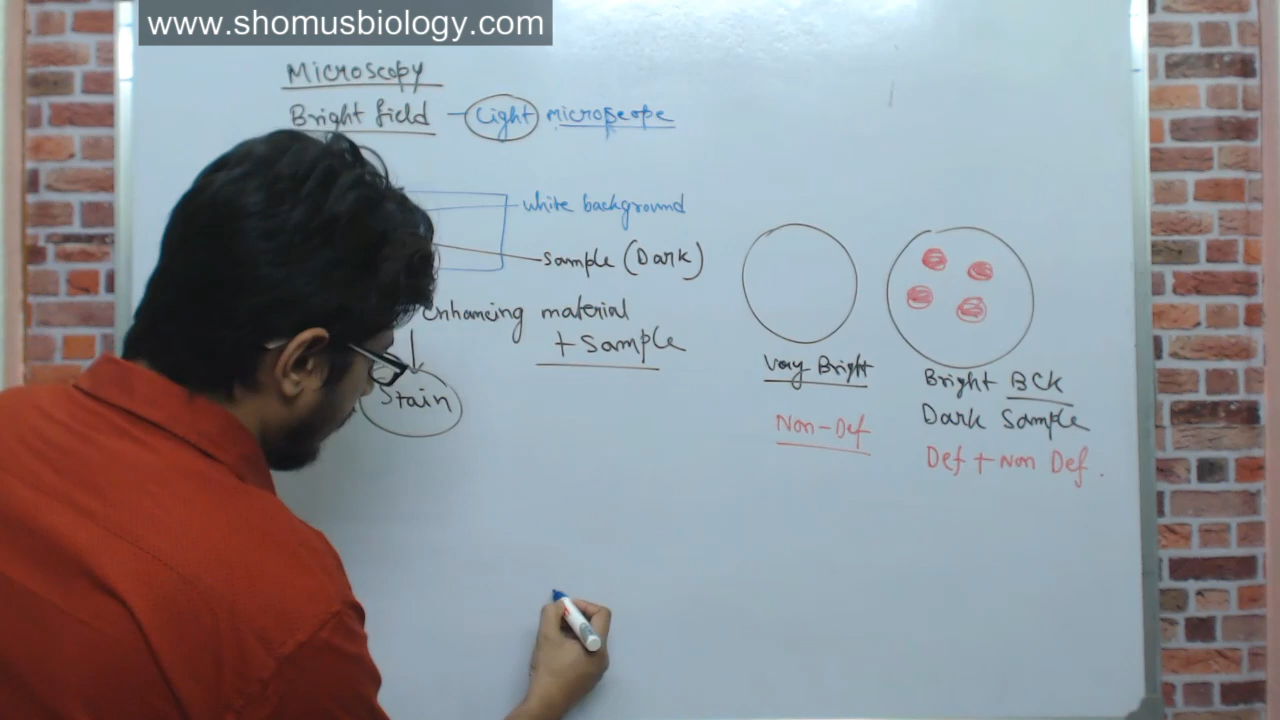 www.shomusbiology.com
Microscopy
Bright field - Light microscope
white background
Sample (Dark)
enhancing material
+ Sample
Stain
Very Bright
Non-Def
Bright BCK
Dark Sample
Def + Non Def.